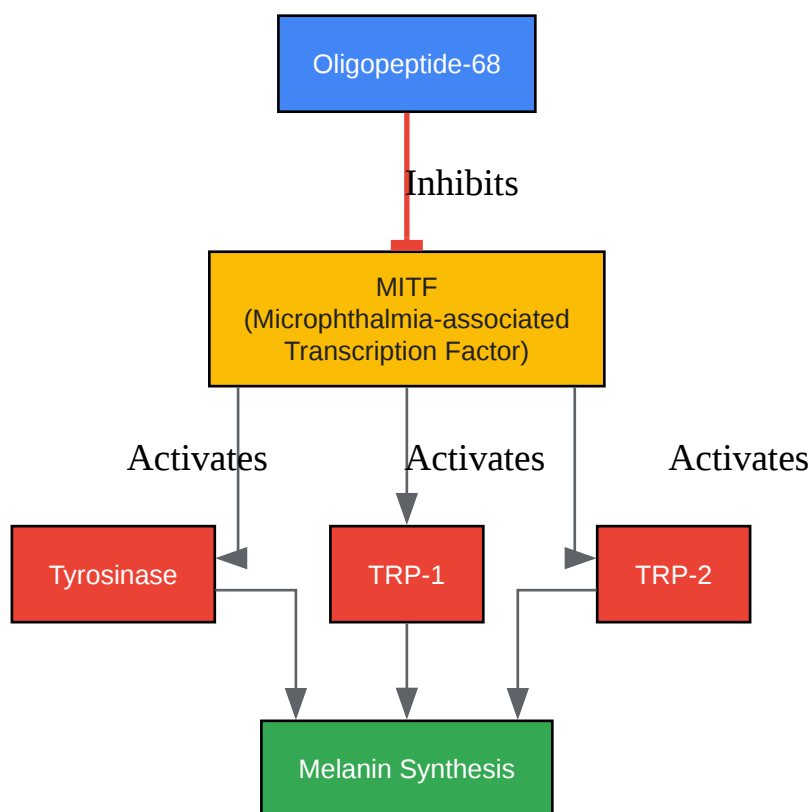 Oligopeptide-68
Inhibits
MITF
(Microphthalmia-associated
Transcription Factor)
Activates
Activates
Activates
Tyrosinase
TRP-1
TRP-2
Melanin Synthesis